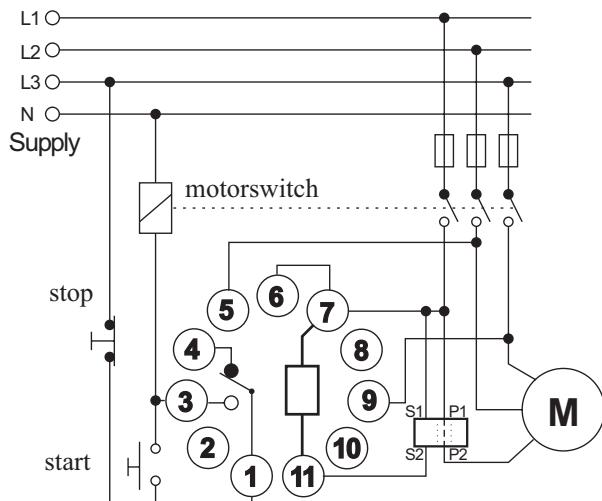 L1
L2
L3
N
Supply
motorswitch
stop
5
6
7
4
8
3
9
S1 P1
M
2
10
S2 P2
start
1
11